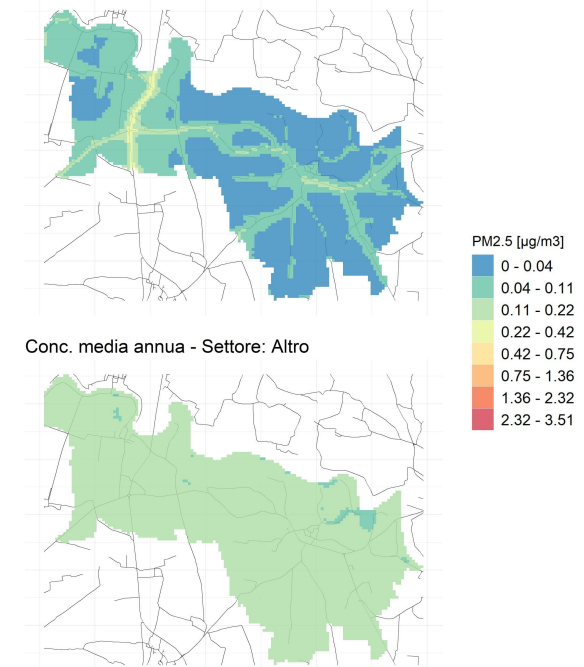 PM2.5 [µg/m3]
0 - 0.04
0.04 - 0.11
0.11 - 0.22
0.22 - 0.42
0.42 - 0.75
0.75 - 1.36
1.36 - 2.32
2.32 - 3.51
Conc. media annua - Settore: Altro